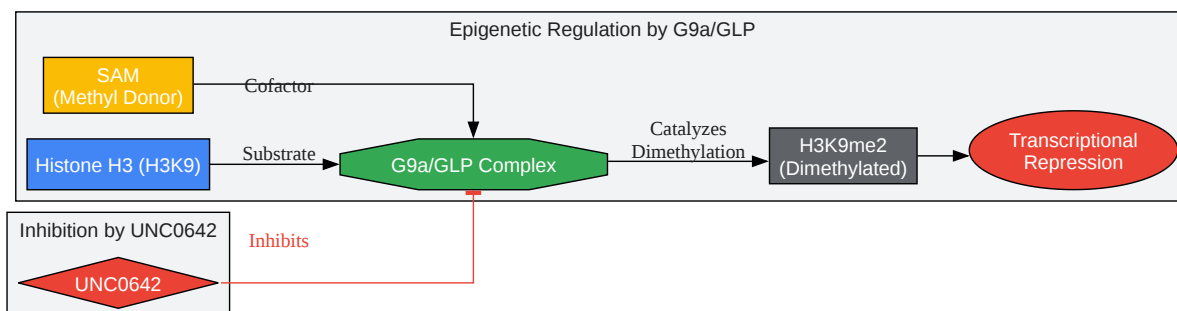 Epigenetic Regulation by G9a/GLP
SAM
(Methyl Donor)
Cofactor
Histone H3 (H3K9)
Substrate
G9a/GLP Complex
Catalyzes
Dimethylation
H3K9me2
(Dimethylated)
Transcriptional
Repression
Inhibition by UNC0642
Inhibits
UNC0642